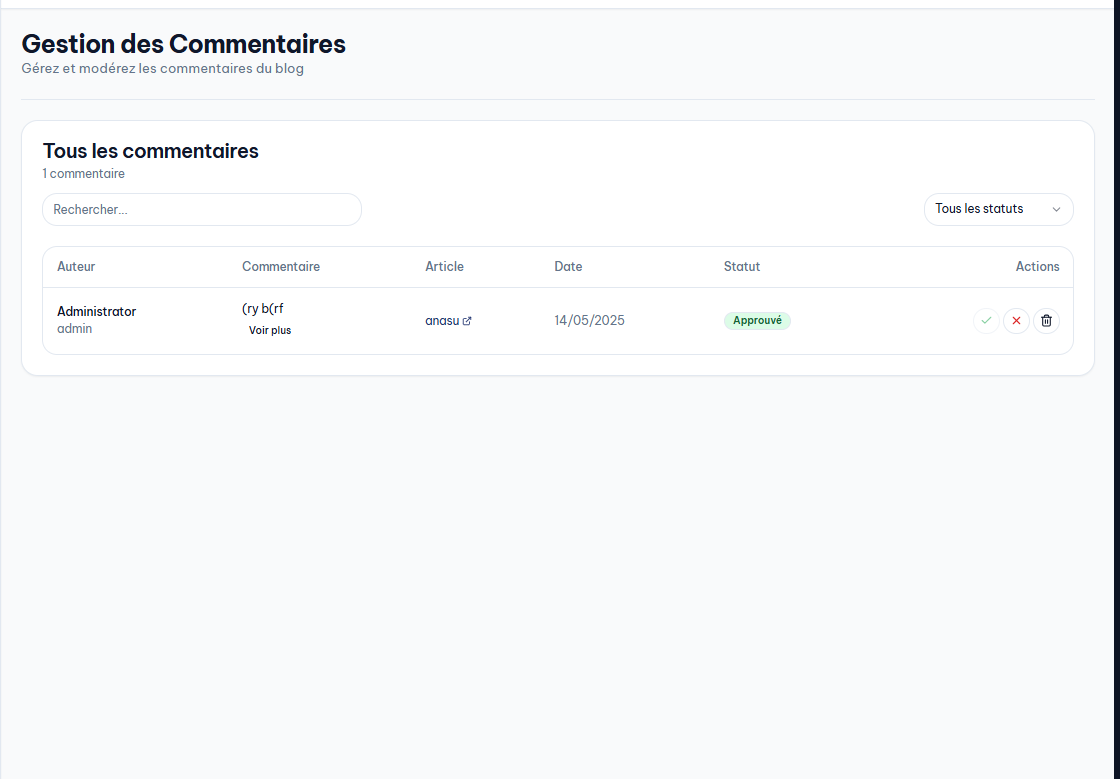 Gestion des Commentaires
Gérez et modérez les commentaires du blog
Tous les commentaires
1 commentaire
Rechercher...
Tous les statuts
Auteur Commentaire Article Date Statut Actions
Administrator
admin
(ry b(rf
Voir plus
anasu
14/05/2025
Approuvé